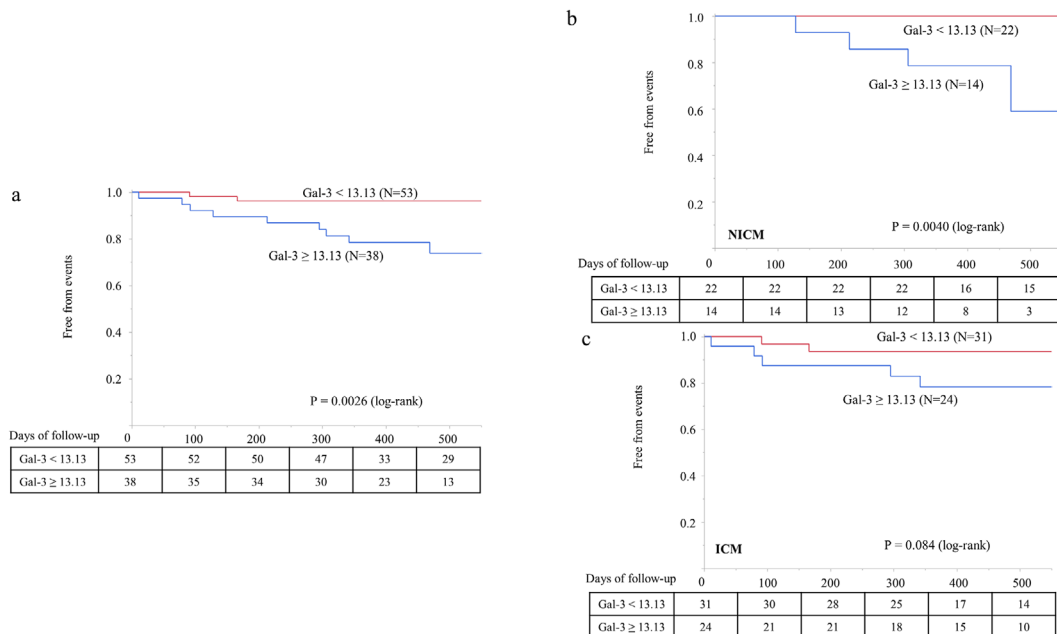 a
1.0
0.8
0.6
0.4
0.2
Free from events
Gal-3 < 13.13 (N=53)
Gal-3 ≥ 13.13 (N=38)
P = 0.0026 (log-rank)
Days of follow-up 0 100 200 300 400 500
Gal-3 < 13.13 53 52 50 47 33 29
Gal-3 ≥ 13.13 38 35 34 30 23 13
b
1.0
0.8
0.6
0.4
0.2
Free from events
Gal-3 < 13.13 (N=22)
Gal-3 ≥ 13.13 (N=14)
P = 0.0040 (log-rank)
NICM
Days of follow-up 0 100 200 300 400 500
Gal-3 < 13.13 22 22 22 22 16 15
Gal-3 ≥ 13.13 14 14 13 12 8 3
c
1.0
0.8
0.6
0.4
0.2
Free from events
Gal-3 < 13.13 (N=31)
Gal-3 ≥ 13.13 (N=24)
P = 0.084 (log-rank)
ICM
Days of follow-up 0 100 200 300 400 500
Gal-3 < 13.13 31 30 28 25 17 14
Gal-3 ≥ 13.13 24 21 21 18 15 10